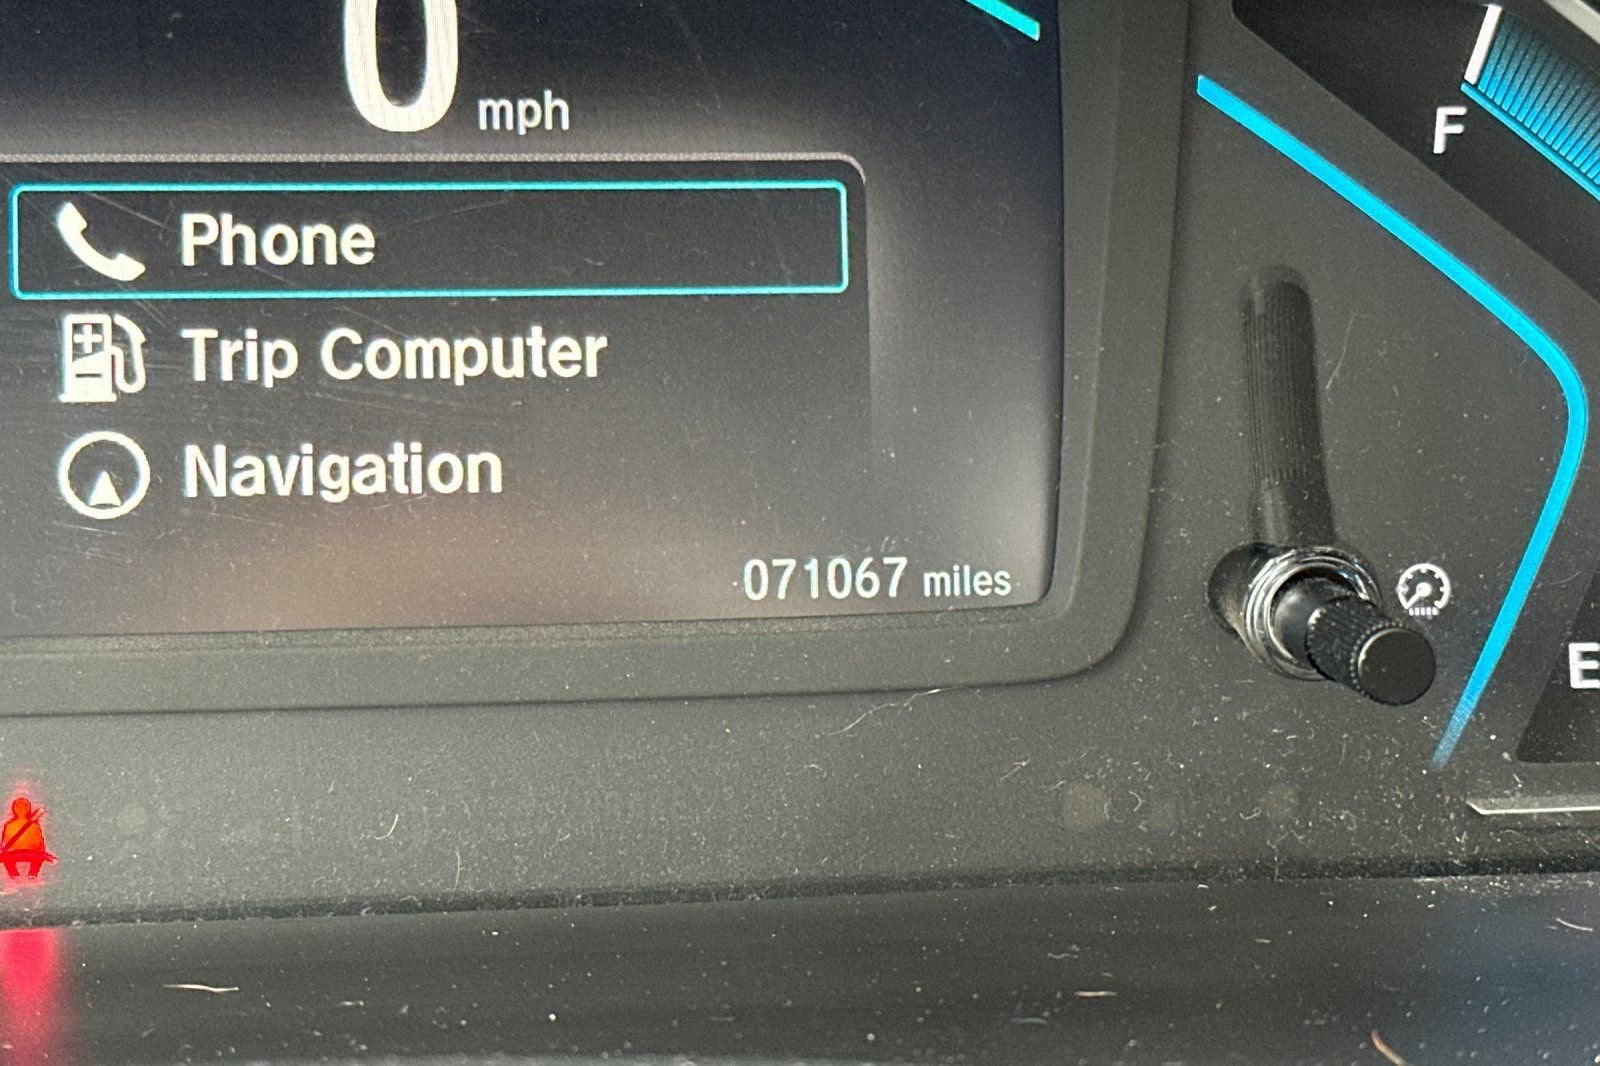 0 mph
F
Phone
Trip Computer
Navigation
071067 miles
E